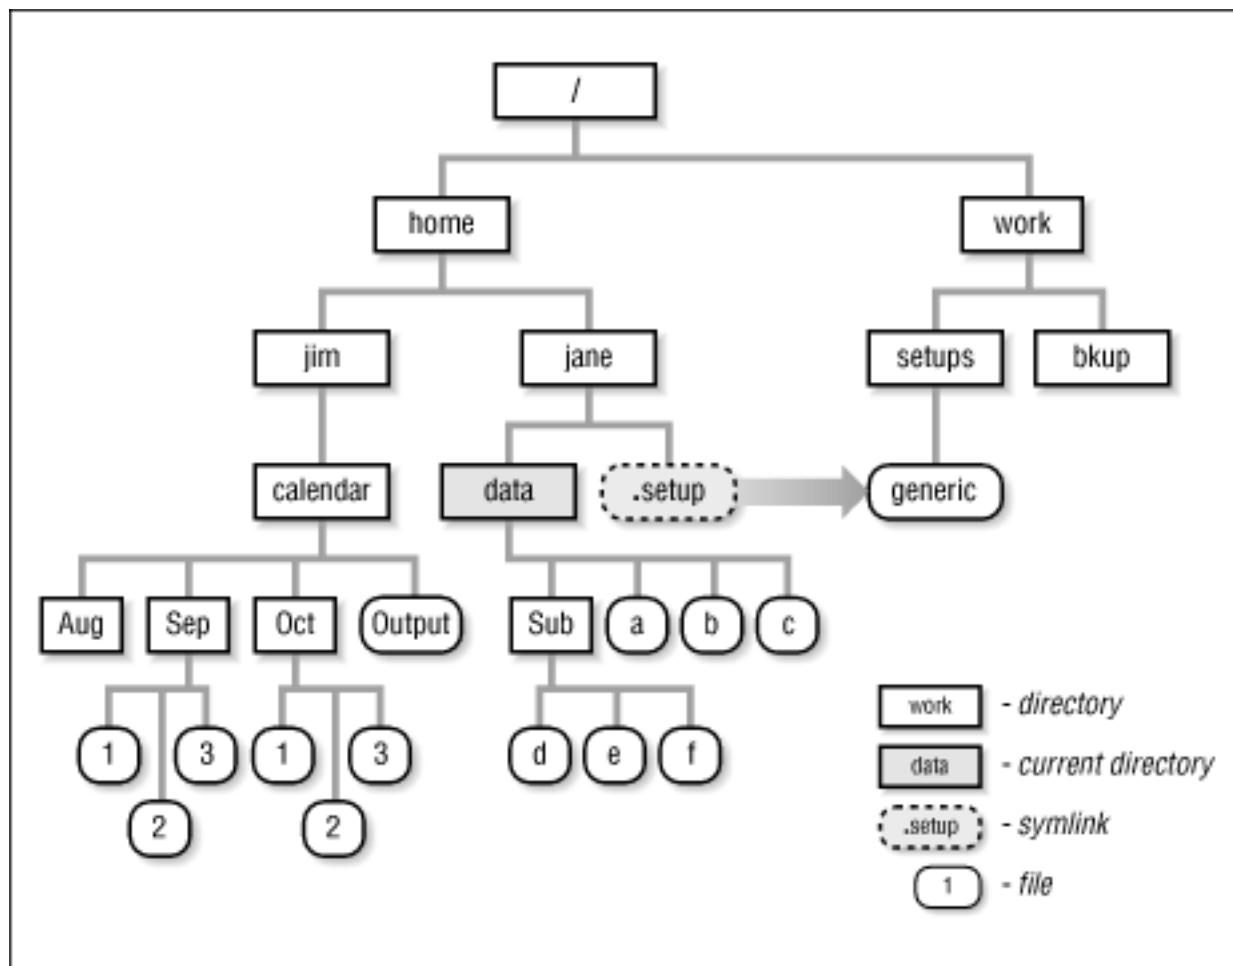 /
home work
jim jane setups bkup
calendar data .setup generic
Aug Sep Oct Output Sub a b c
work - directory
1 3 1 3 d e f
data - current directory
2 2
.setup - symlink
1 - file